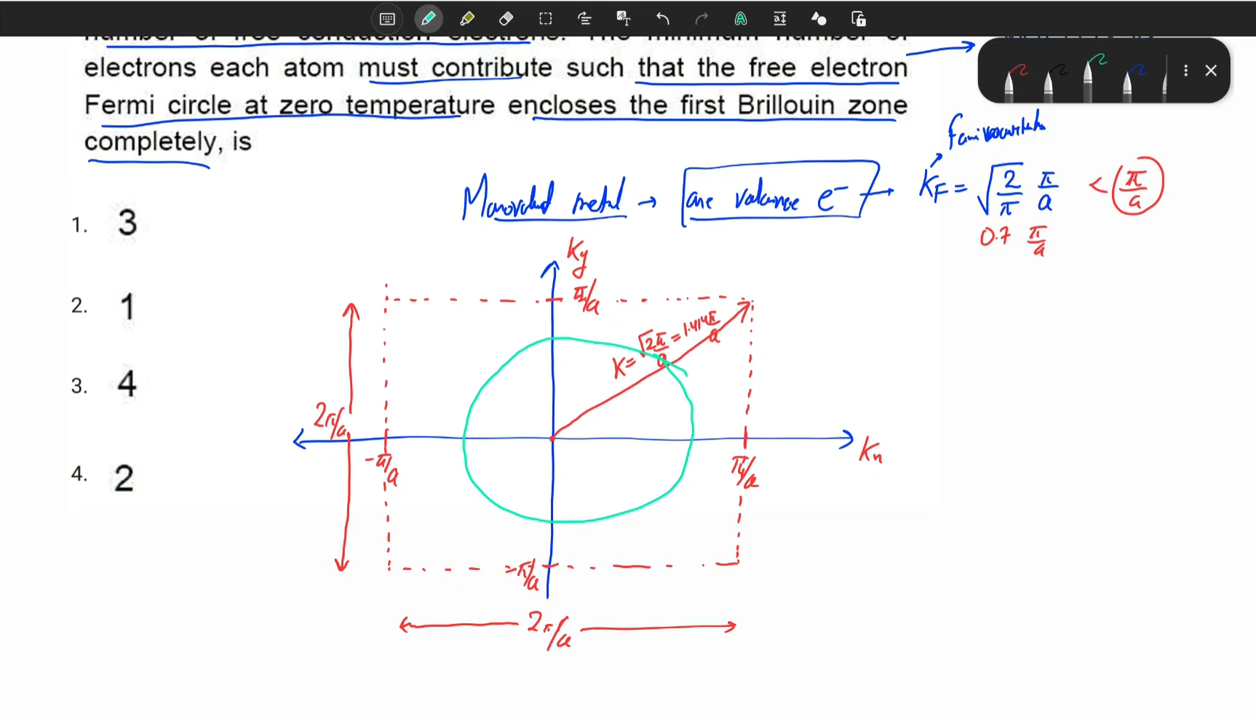 electrons each atom must contribute such that the free electron
Fermi circle at zero temperature encloses the first Brillouin zone
completely, is
Monovalent metal → one valence e⁻ → K_F = √(2/π) π/a < π/a
0.7 π/a
1. 3
2. 1
3. 4
4. 2
Ky
π/a
K = √2π/a = 1.414π/a
2π/a
-π/a
π/a
Kx
-π/a
2π/a